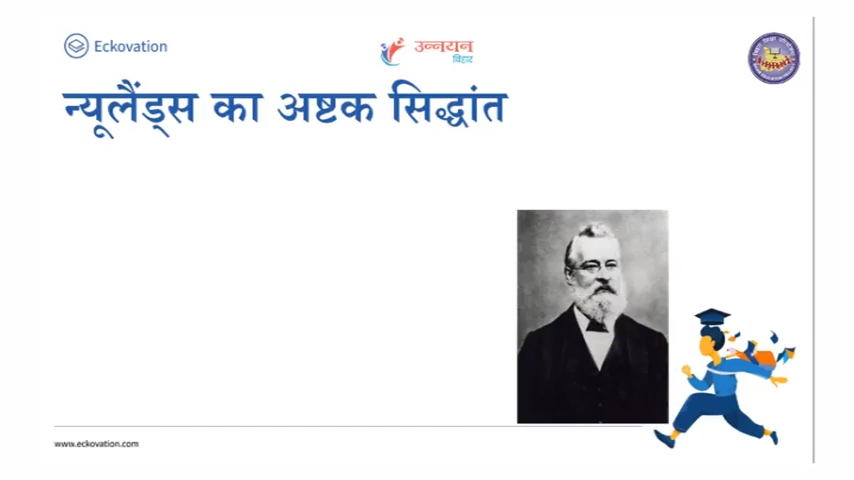 Eckovation
उन्नयन
बिहार
न्यूलैंड्स का अष्टक सिद्धांत
www.eckovation.com